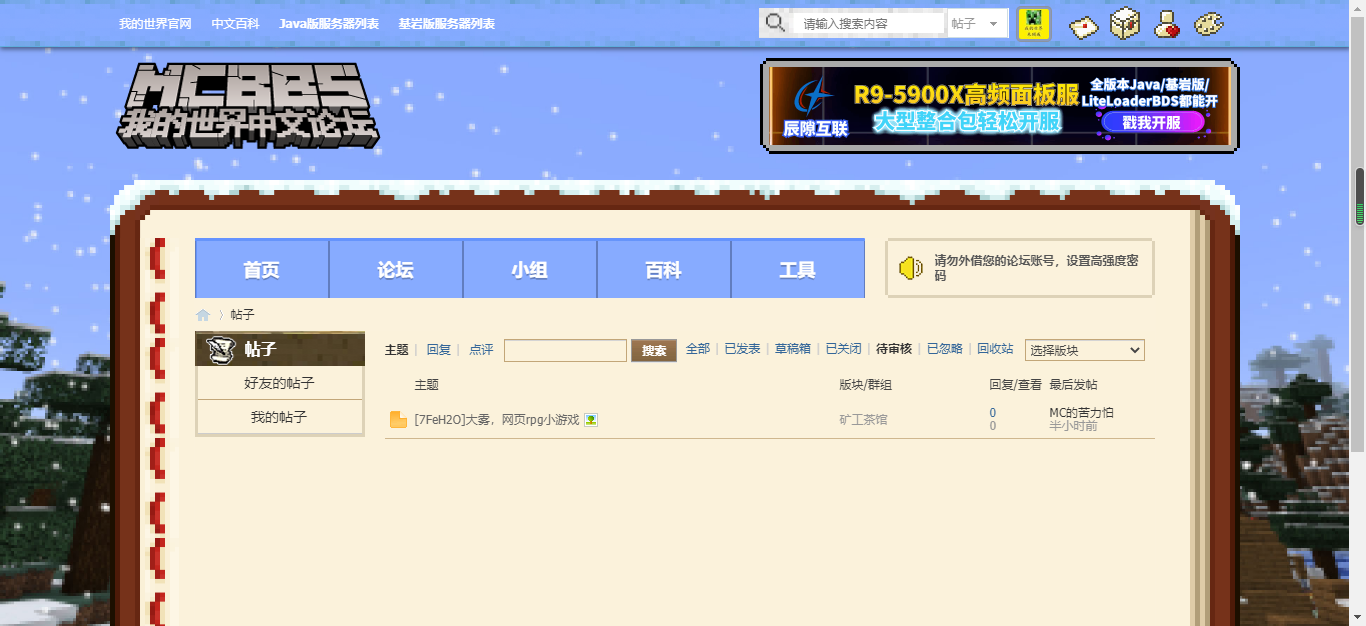 我的世界官网 中文百科 Java版服务器列表 基岩版服务器列表 请输入搜索内容 帖子
MCBBS
我的世界中文论坛
辰隙互联
R9-5900X高频面板服
大型整合包轻松开服
全版本Java/基岩版/
LiteLoaderBDS都能开
戳我开服
首页 论坛 小组 百科 工具
请勿外借您的论坛账号，设置高强度密
码
帖子
帖子
好友的帖子
我的帖子
主题 回复 点评 搜索 全部 已发表 草稿箱 已关闭 待审核 已忽略 回收站 选择版块
主题 版块/群组 回复/查看 最后发帖
[7FeH2O]大雾，网页rpg小游戏 矿工茶馆 0 MC的苦力怕
0 半小时前